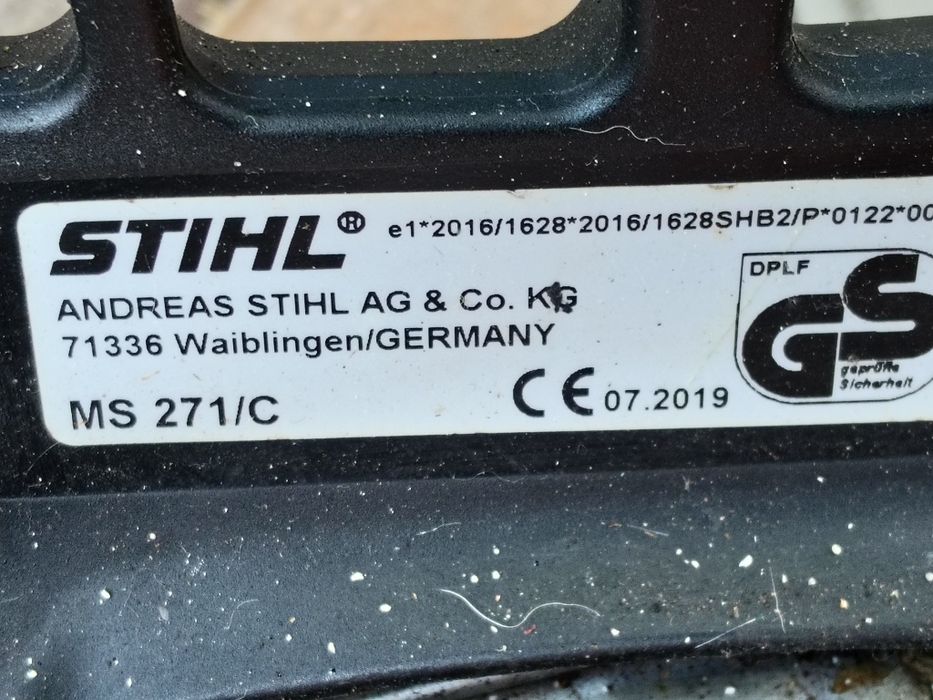 STIHL®
e1*2016/1628*2016/1628SHB2/P*0122*00
ANDREAS STIHL AG & Co. KG
71336 Waiblingen/GERMANY
MS 271/C
CE 07.2019
DPLF
GS
geprüfte
Sicherheit